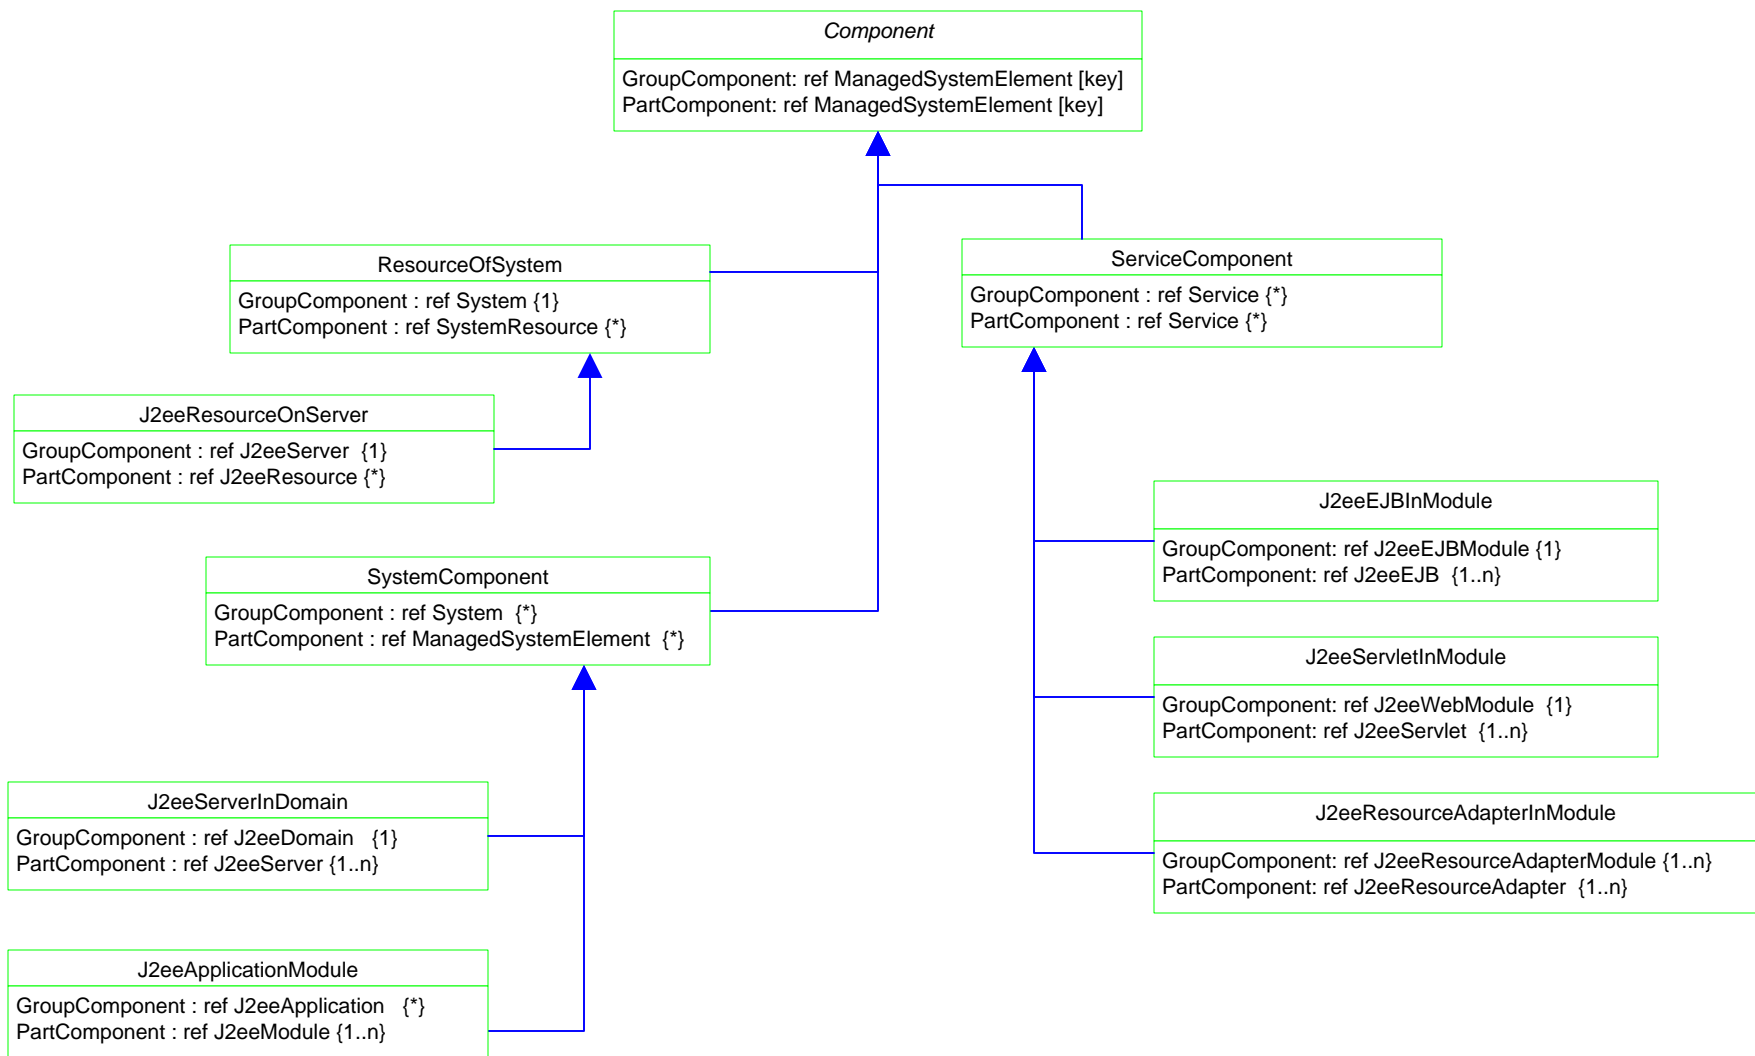 Component
GroupComponent: ref ManagedSystemElement [key]
PartComponent: ref ManagedSystemElement [key]
ResourceOfSystem
GroupComponent : ref System {1}
PartComponent : ref SystemResource {*}
ServiceComponent
GroupComponent : ref Service {*}
PartComponent : ref Service {*}
J2eeResourceOnServer
GroupComponent : ref J2eeServer {1}
PartComponent : ref J2eeResource {*}
J2eeEJBInModule
GroupComponent: ref J2eeEJBModule {1}
PartComponent: ref J2eeEJB {1..n}
SystemComponent
GroupComponent : ref System {*}
PartComponent : ref ManagedSystemElement {*}
J2eeServletInModule
GroupComponent: ref J2eeWebModule {1}
PartComponent: ref J2eeServlet {1..n}
J2eeServerInDomain
GroupComponent : ref J2eeDomain {1}
PartComponent : ref J2eeServer {1..n}
J2eeResourceAdapterInModule
GroupComponent: ref J2eeResourceAdapterModule {1..n}
PartComponent: ref J2eeResourceAdapter {1..n}
J2eeApplicationModule
GroupComponent : ref J2eeApplication {*}
PartComponent : ref J2eeModule {1..n}